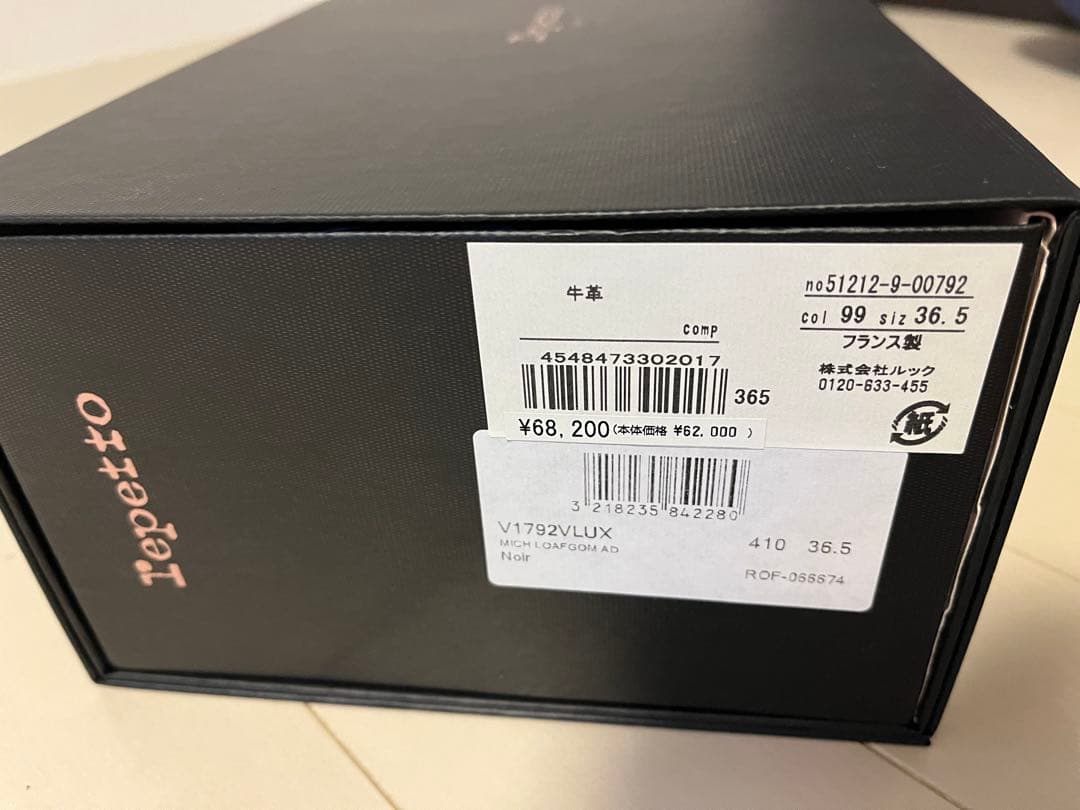 repetto
牛革
comp
4548473302017
365
¥68,200(本体価格 ¥62,000 )
no51212-9-00792
col 99 siz 36.5
フランス製
株式会社ルック
0120-633-455
紙
3 218235 842280
V1792VLUX
MICH LOAFGOM AD
Noir
410 36.5
ROF-066674